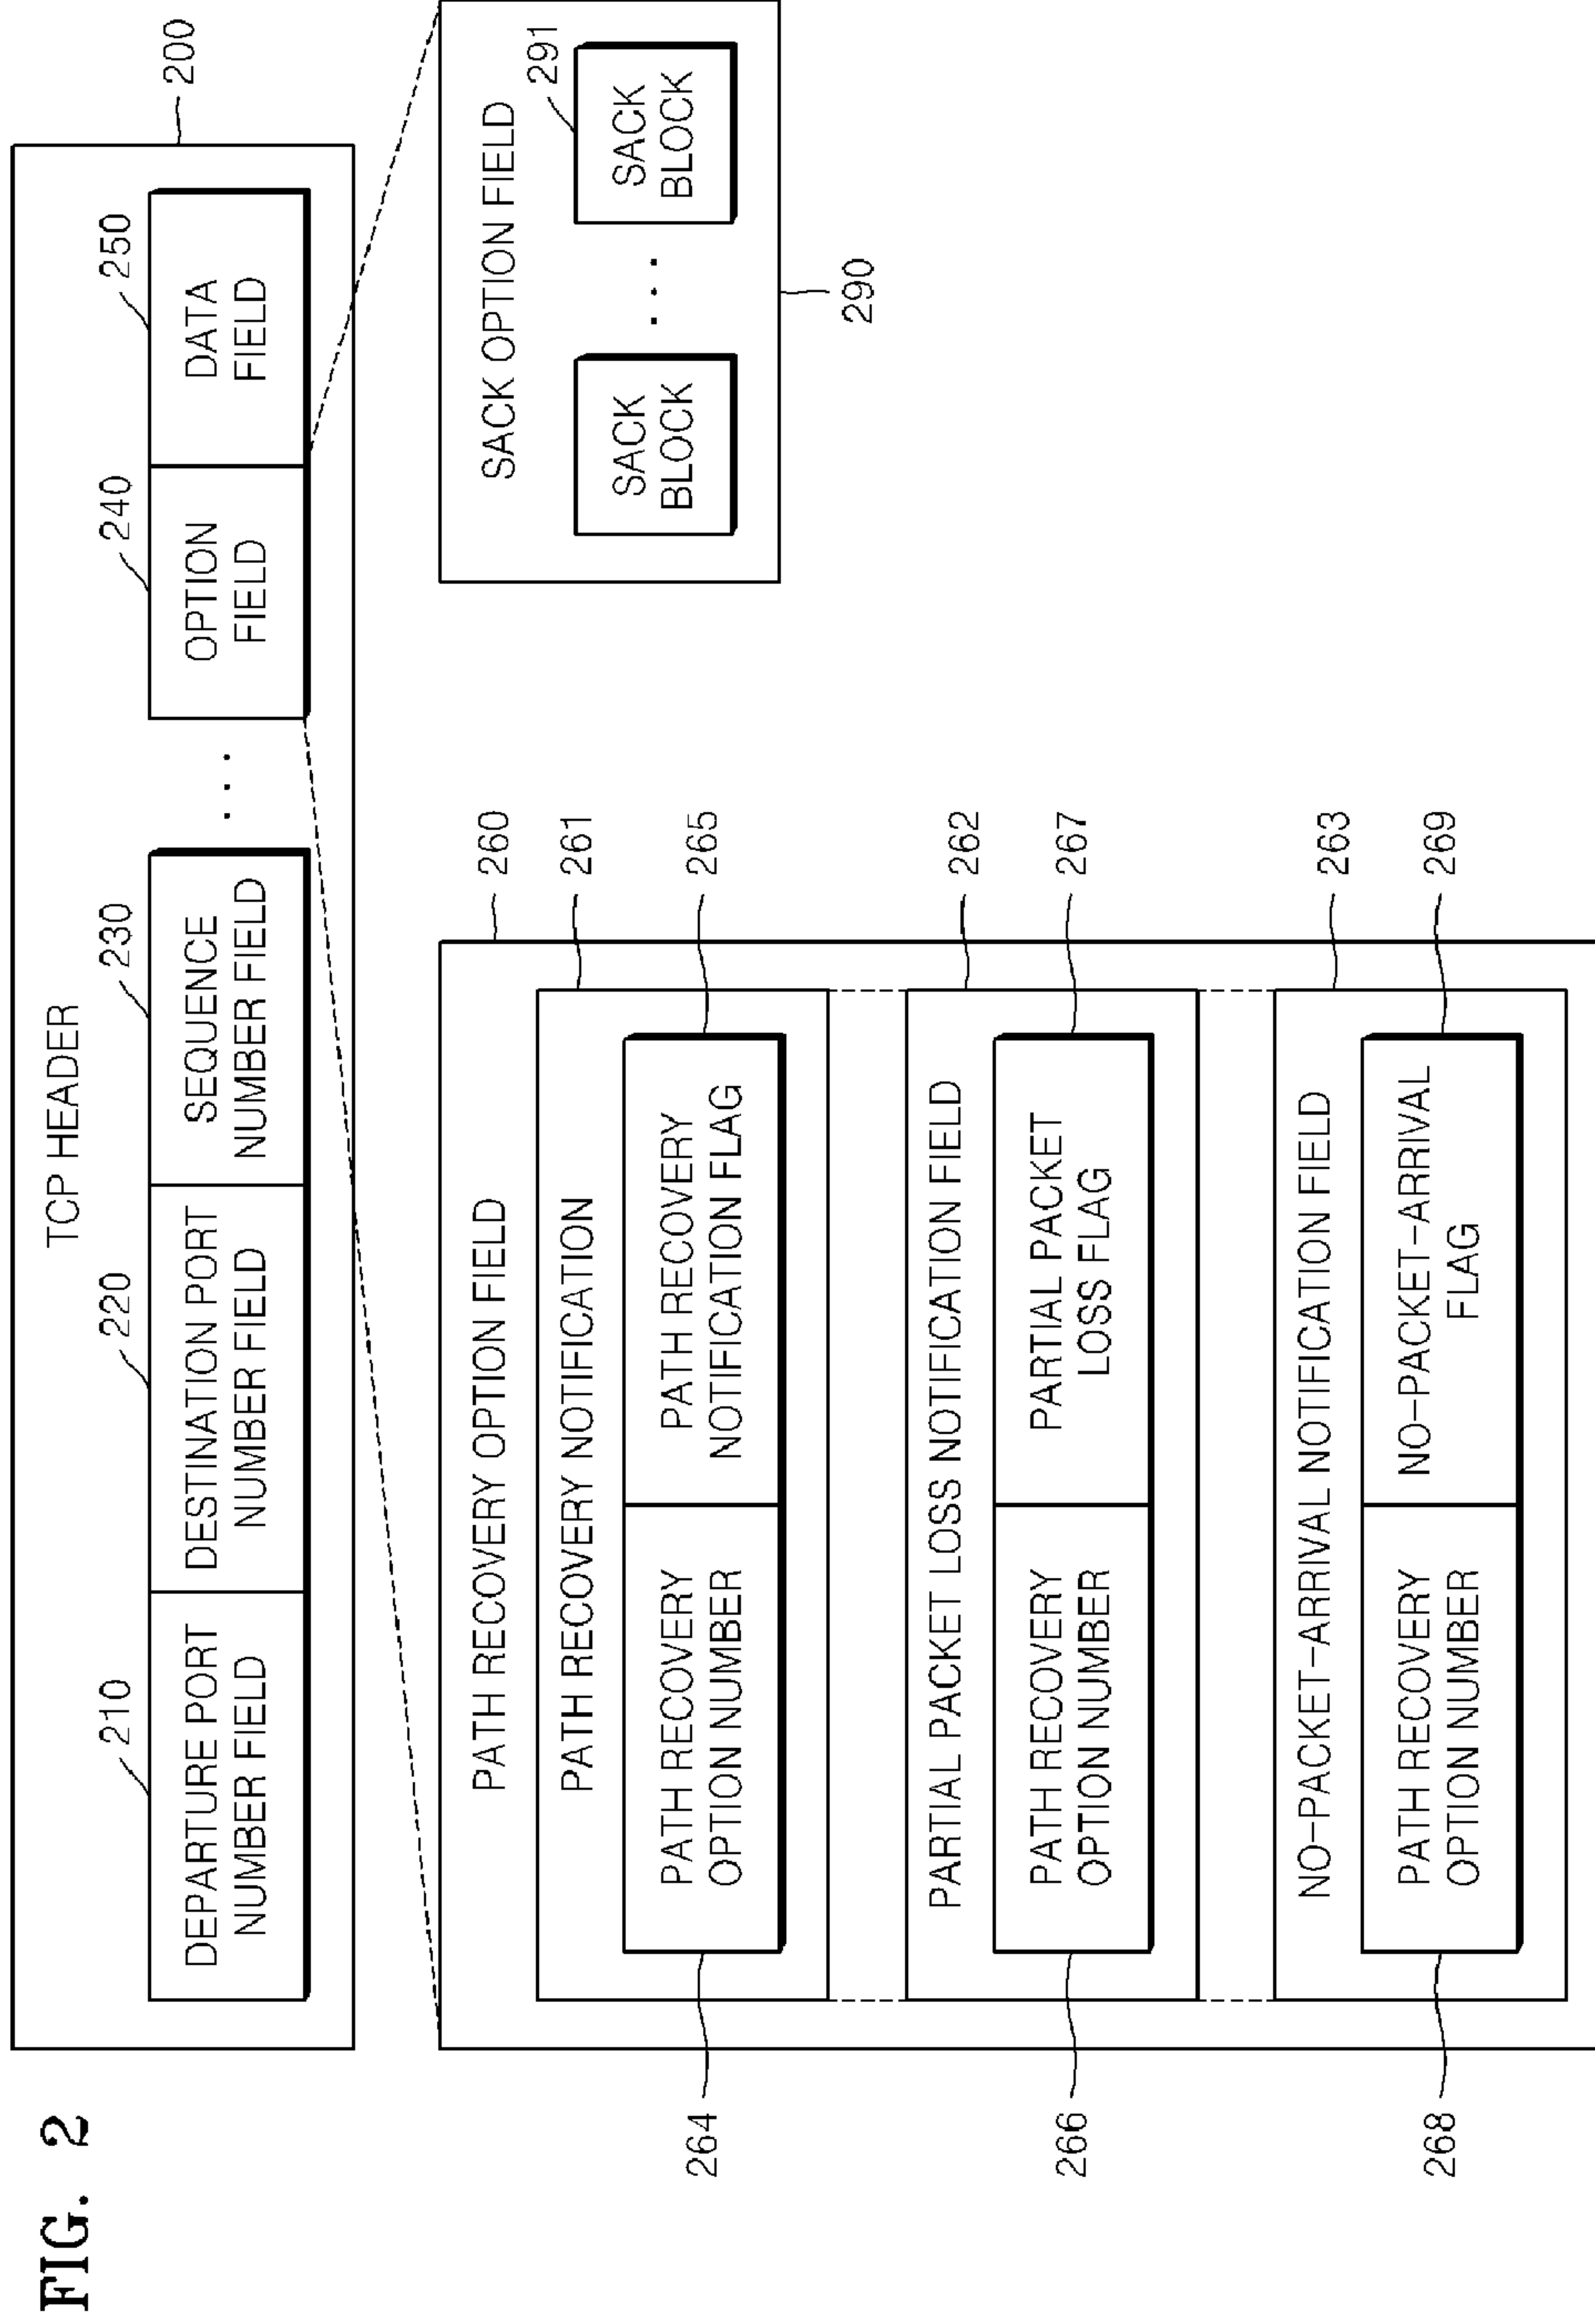 FIG. 2
TCP HEADER
200
210
220
230
240
250
DEPARTURE PORT
NUMBER FIELD
DESTINATION PORT
NUMBER FIELD
SEQUENCE
NUMBER FIELD
. . .
OPTION
FIELD
DATA
FIELD
PATH RECOVERY OPTION FIELD
260
PATH RECOVERY NOTIFICATION
261
264
PATH RECOVERY
OPTION NUMBER
PATH RECOVERY
NOTIFICATION FLAG
265
PARTIAL PACKET LOSS NOTIFICATION FIELD
262
266
PATH RECOVERY
OPTION NUMBER
PARTIAL PACKET
LOSS FLAG
267
NO-PACKET-ARRIVAL NOTIFICATION FIELD
263
268
PATH RECOVERY
OPTION NUMBER
NO-PACKET-ARRIVAL
FLAG
269
SACK OPTION FIELD
291
SACK
BLOCK
. . .
SACK
BLOCK
290